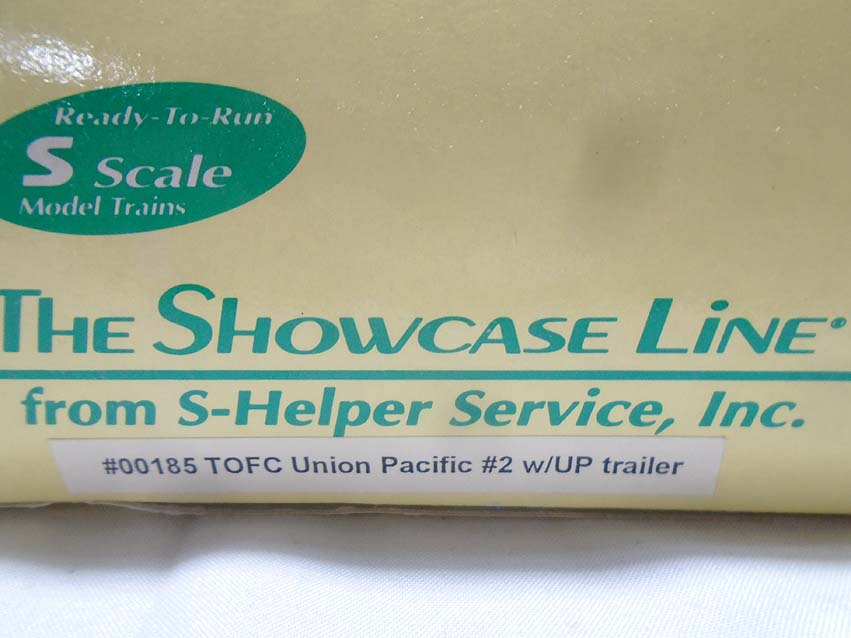 Ready-To-Run
S Scale
Model Trains
THE SHOWCASE LiNE®
from S-Helper Service, Inc.
#00185 TOFC Union Pacific #2 w/UP trailer